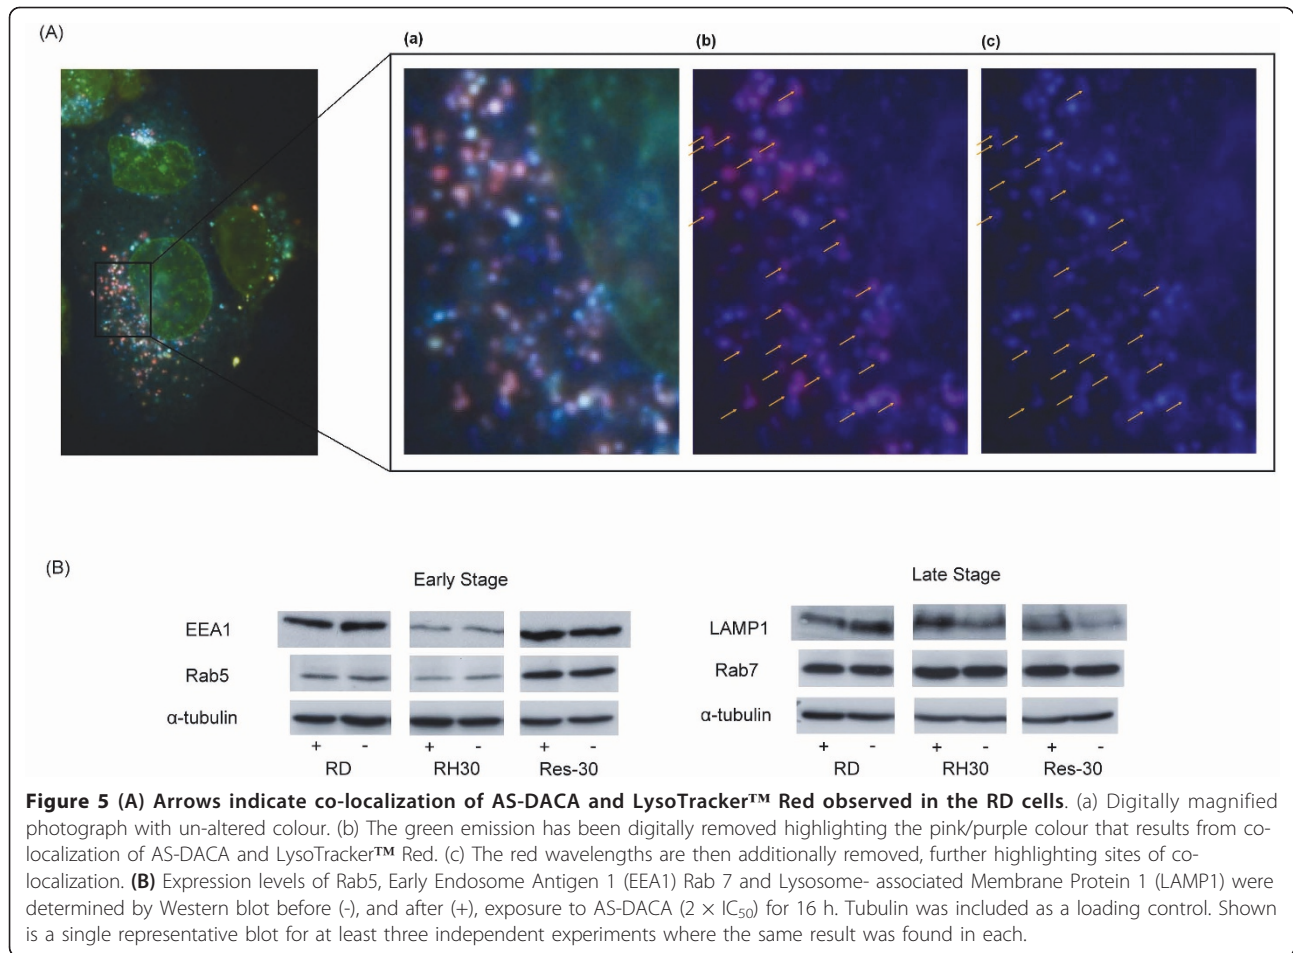 (A)
(a)
(b)
(c)
(B)
Early Stage
EEA1
Rab5
α-tubulin
+ - + - + -
RD RH30 Res-30
Late Stage
LAMP1
Rab7
α-tubulin
+ - + - + -
RD RH30 Res-30
Figure 5 (A) Arrows indicate co-localization of AS-DACA and LysoTracker™ Red observed in the RD cells. (a) Digitally magnified
photograph with un-altered colour. (b) The green emission has been digitally removed highlighting the pink/purple colour that results from co-
localization of AS-DACA and LysoTracker™ Red. (c) The red wavelengths are then additionally removed, further highlighting sites of co-
localization. (B) Expression levels of Rab5, Early Endosome Antigen 1 (EEA1) Rab 7 and Lysosome- associated Membrane Protein 1 (LAMP1) were
determined by Western blot before (-), and after (+), exposure to AS-DACA (2 × IC50) for 16 h. Tubulin was included as a loading control. Shown
is a single representative blot for at least three independent experiments where the same result was found in each.